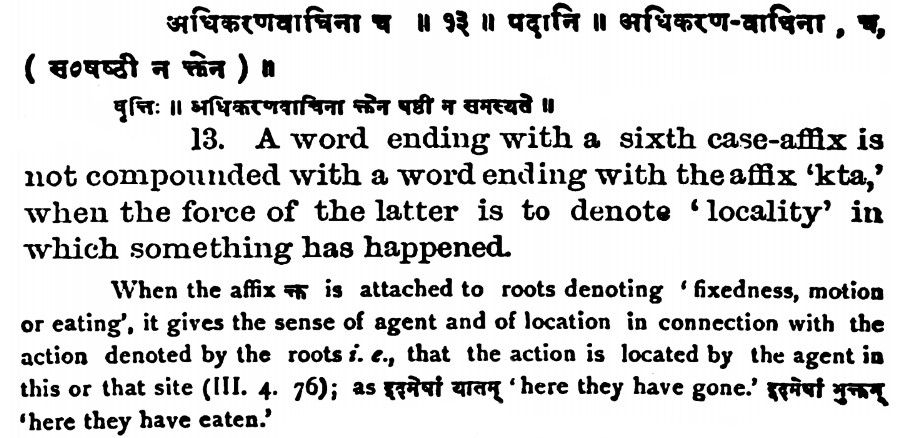 अधिकरणवाचिना च ॥ १३ ॥ पदानि ॥ अधिकरण-वाचिना , च,
( स०षष्ठी न क्तेन ) ॥
वृत्तिः ॥ अधिकरणवाचिना क्तेन षष्ठी न समस्यते ॥
13. A word ending with a sixth case-affix is
not compounded with a word ending with the affix 'kta,'
when the force of the latter is to denote 'locality' in
which something has happened.
When the affix क्त is attached to roots denoting 'fixedness, motion
or eating', it gives the sense of agent and of location in connection with the
action denoted by the roots i. e., that the action is located by the agent in
this or that site (III. 4. 76); as इदमेषां यातम् 'here they have gone.' इदमेषां भुक्तम्
'here they have eaten.'